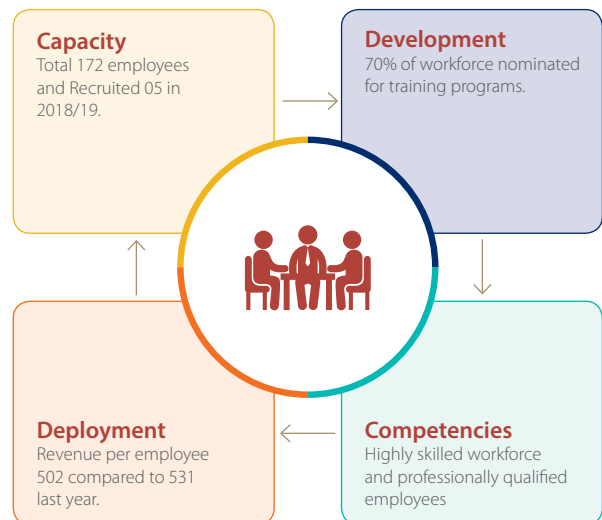 Capacity
Total 172 employees
and Recruited 05 in
2018/19.
Development
70% of workforce nominated
for training programs.
Deployment
Revenue per employee
502 compared to 531
last year.
Competencies
Highly skilled workforce
and professionally qualified
employees